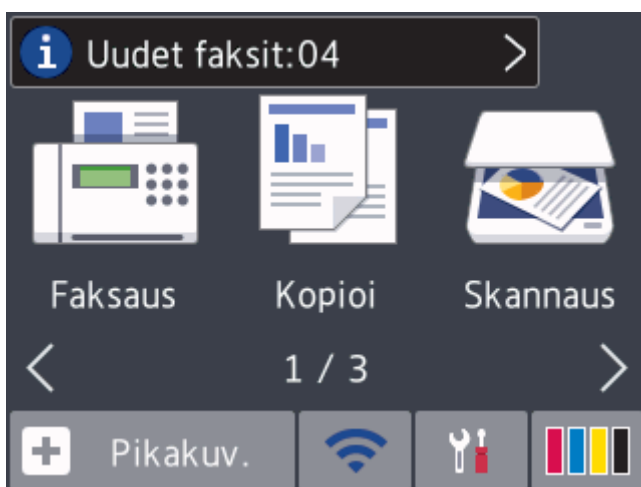 i Uudet faksit:04 >
Faksaus Kopioi Skannaus
< 1 / 3 >
+ Pikakuv.